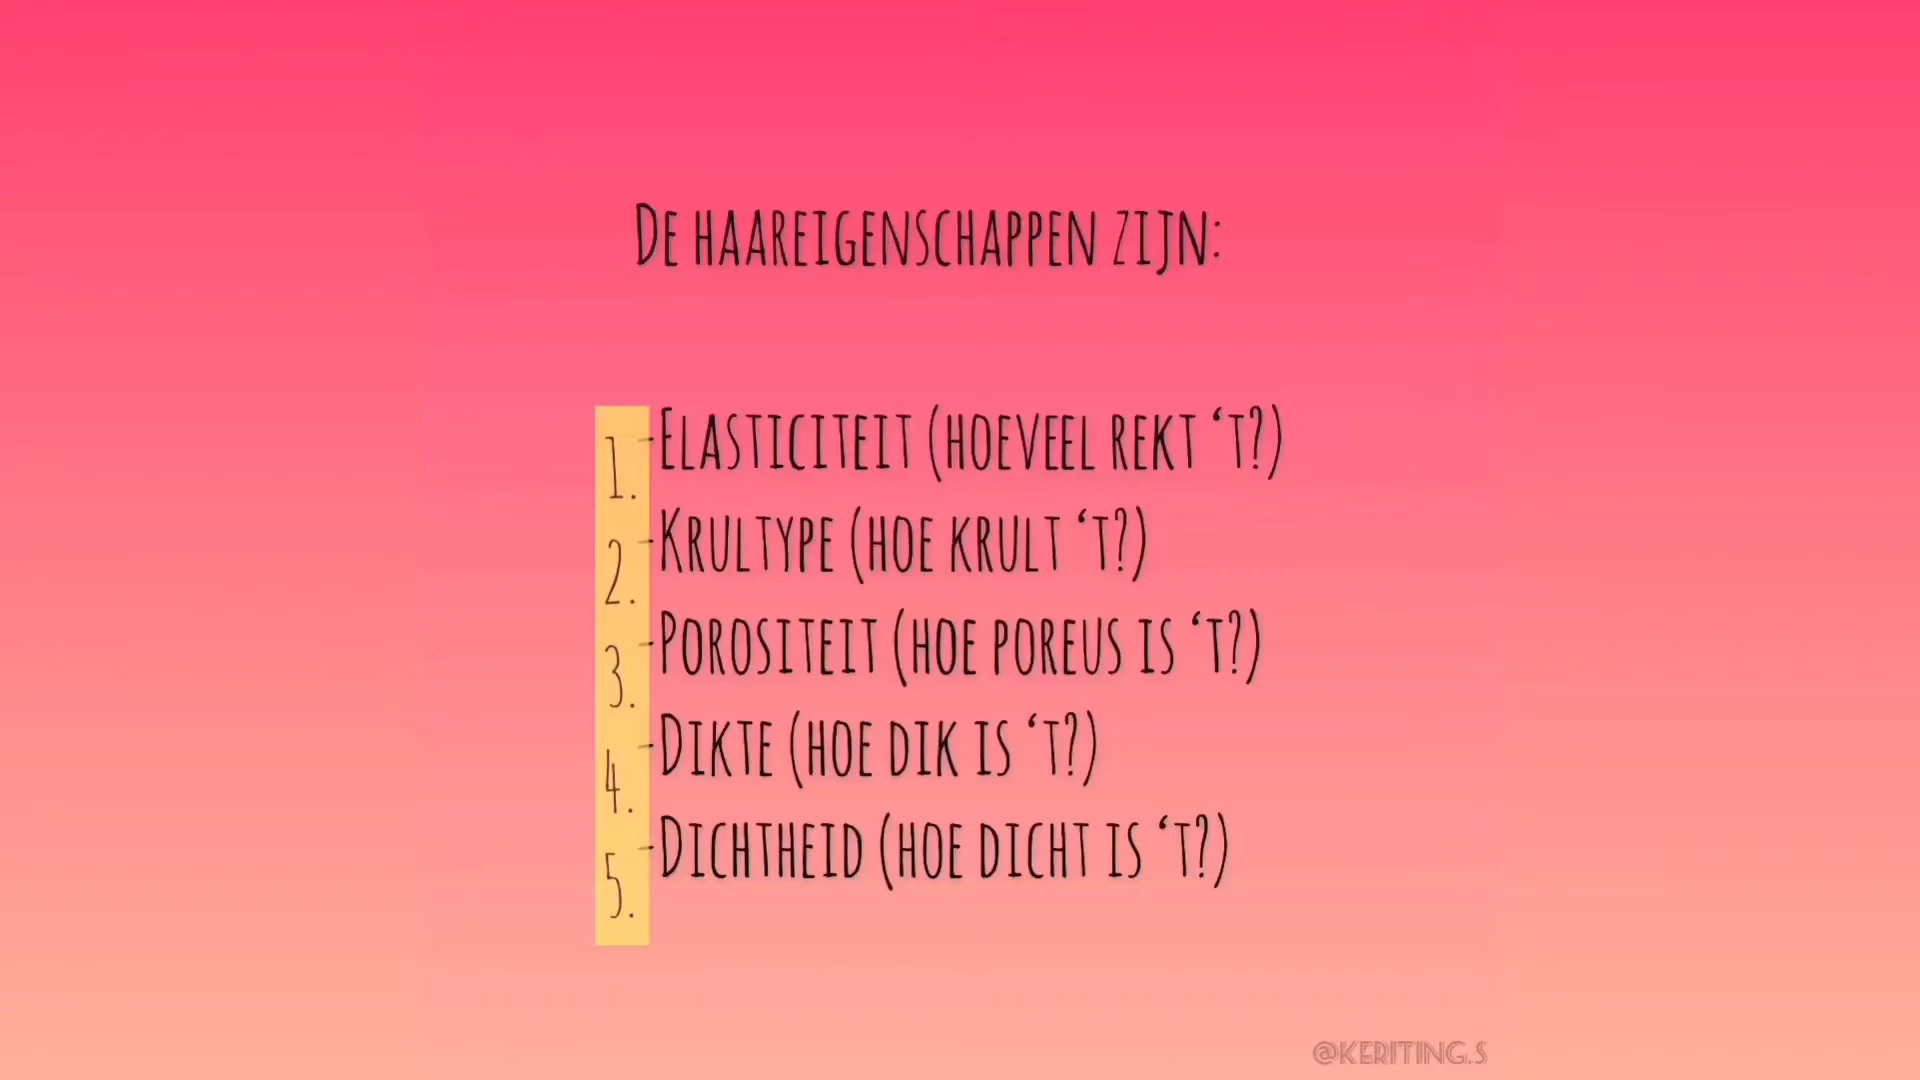 De haareigenschappen zijn:
1. -Elasticiteit (hoeveel rekt ‘t?)
2. -Krultype (hoe krult ‘t?)
3. -Porositeit (hoe poreus is ‘t?)
4. -Dikte (hoe dik is ‘t?)
5. -Dichtheid (hoe dicht is ‘t?)
@KERITING.S